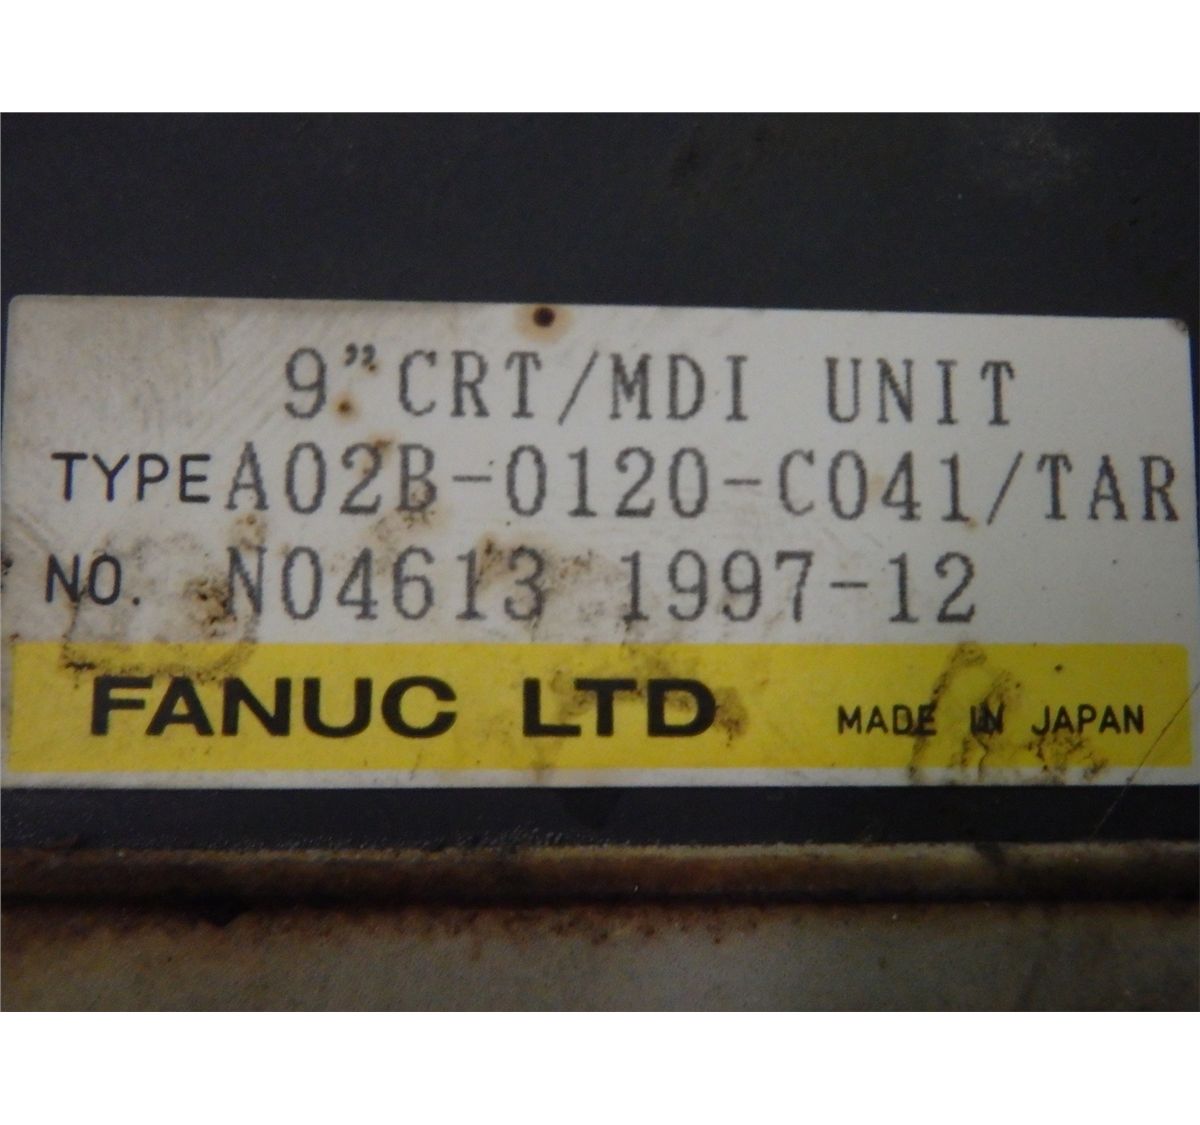 9” CRT/MDI UNIT
TYPE A02B-0120-C041/TAR
NO. N04613 1997-12
FANUC LTD MADE IN JAPAN